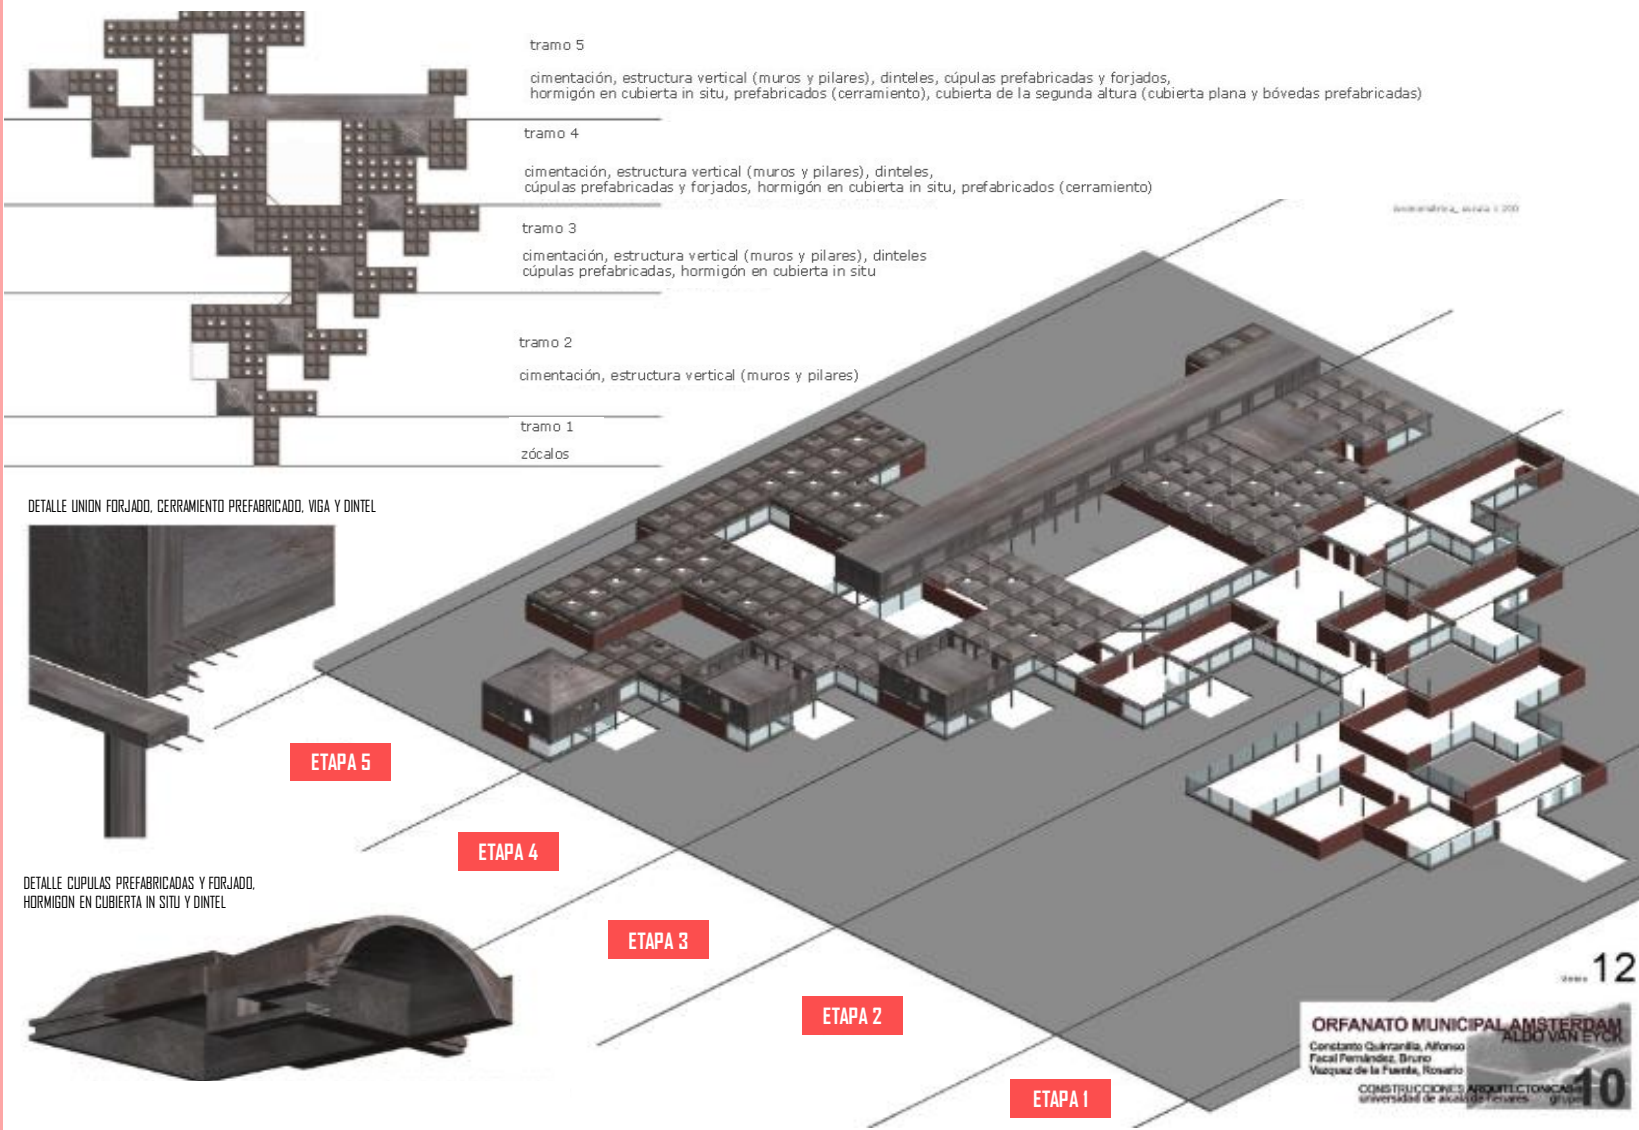 tramo 5
cimentación, estructura vertical (muros y pilares), dinteles, cúpulas prefabricadas y forjados,
hormigón en cubierta in situ, prefabricados (cerramiento), cubierta de la segunda altura (cubierta plana y bóvedas prefabricadas)
tramo 4
cimentación, estructura vertical (muros y pilares), dinteles,
cúpulas prefabricadas y forjados, hormigón en cubierta in situ, prefabricados (cerramiento)
tramo 3
cimentación, estructura vertical (muros y pilares), dinteles
cúpulas prefabricadas, hormigón en cubierta in situ
tramo 2
cimentación, estructura vertical (muros y pilares)
tramo 1
zócalos
DETALLE UNION FORJADO, CERRAMIENTO PREFABRICADO, VIGA Y DINTEL
ETAPA 5
ETAPA 4
DETALLE CUPULAS PREFABRICADAS Y FORJADO,
HORMIGON EN CUBIERTA IN SITU Y DINTEL
ETAPA 3
ETAPA 2
ETAPA 1
12
ORFANATO MUNICIPAL AMSTERDAM
ALDO VAN EYCK
Constanto Quintanilla, Alfonso
Facal Fernández, Bruno
Vazquez de la Fuente, Rosario
CONSTRUCCIONES ARQUITECTONICAS
universidad de alcalá de henares grupo 10